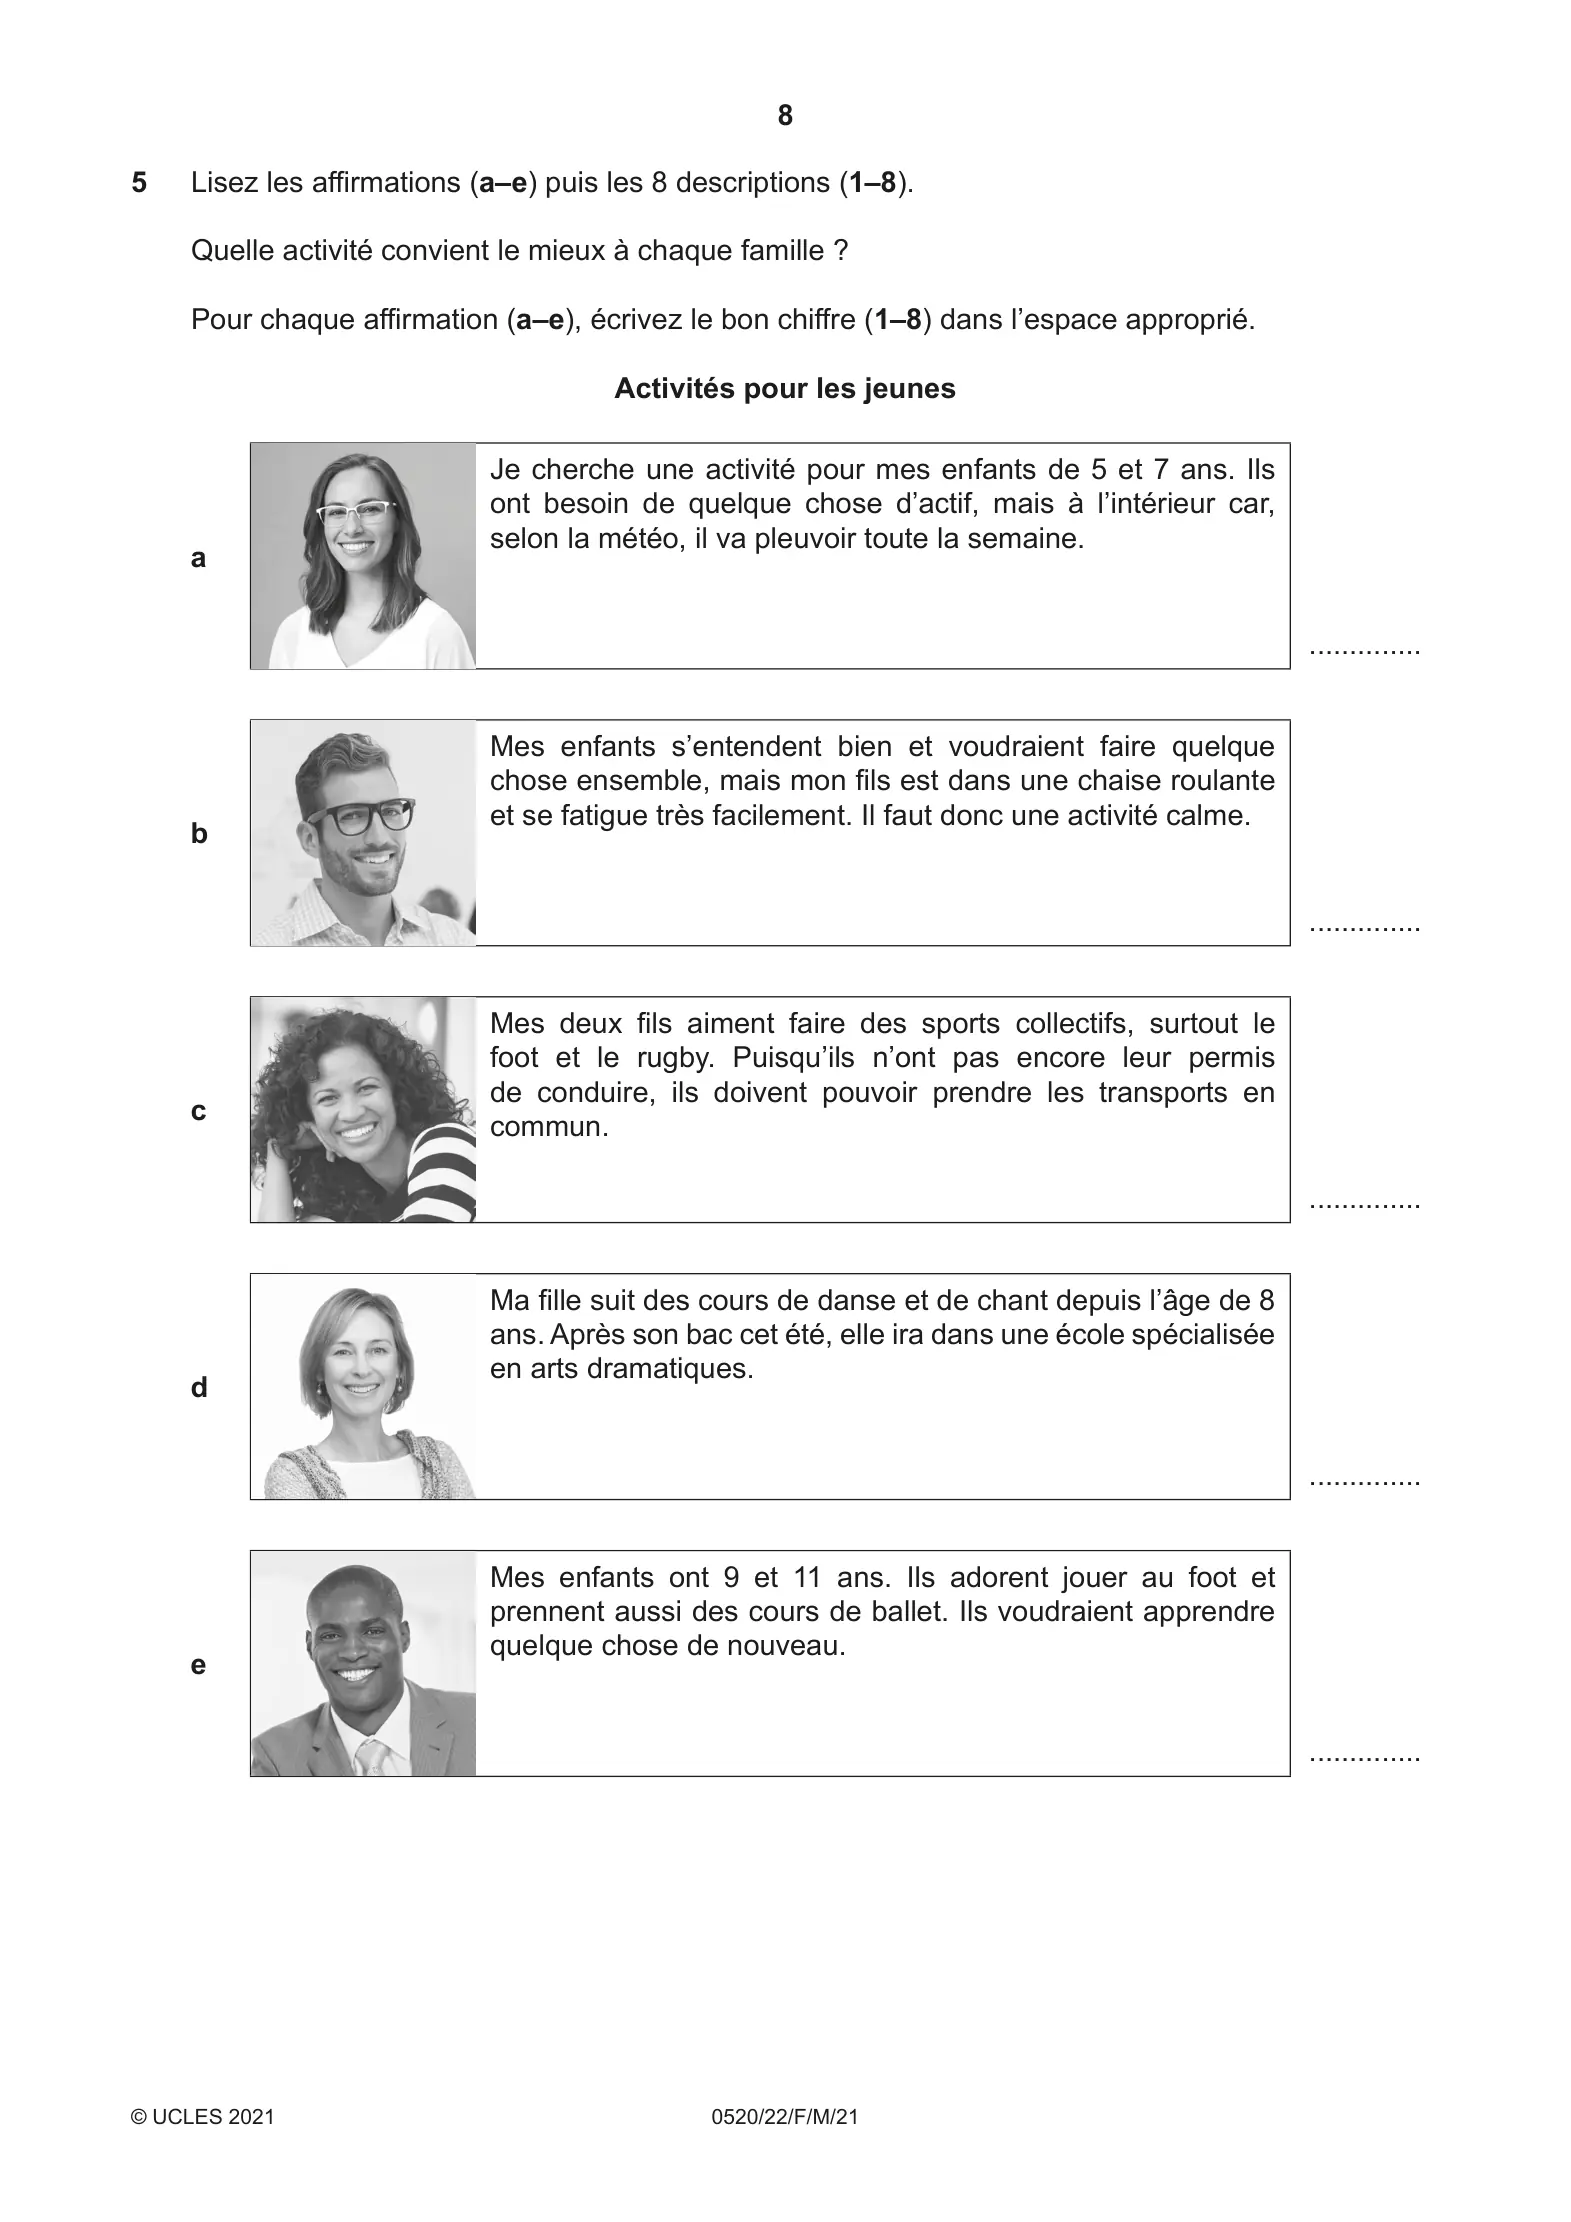 8
5 Lisez les affirmations (a–e) puis les 8 descriptions (1–8).
Quelle activité convient le mieux à chaque famille ?
Pour chaque affirmation (a–e), écrivez le bon chiffre (1–8) dans l’espace approprié.
Activités pour les jeunes
a
Je cherche une activité pour mes enfants de 5 et 7 ans. Ils
ont besoin de quelque chose d’actif, mais à l’intérieur car,
selon la météo, il va pleuvoir toute la semaine.
..............
b
Mes enfants s’entendent bien et voudraient faire quelque
chose ensemble, mais mon fils est dans une chaise roulante
et se fatigue très facilement. Il faut donc une activité calme.
..............
c
Mes deux fils aiment faire des sports collectifs, surtout le
foot et le rugby. Puisqu’ils n’ont pas encore leur permis
de conduire, ils doivent pouvoir prendre les transports en
commun.
..............
d
Ma fille suit des cours de danse et de chant depuis l’âge de 8
ans. Après son bac cet été, elle ira dans une école spécialisée
en arts dramatiques.
..............
e
Mes enfants ont 9 et 11 ans. Ils adorent jouer au foot et
prennent aussi des cours de ballet. Ils voudraient apprendre
quelque chose de nouveau.
..............
© UCLES 2021 0520/22/F/M/21